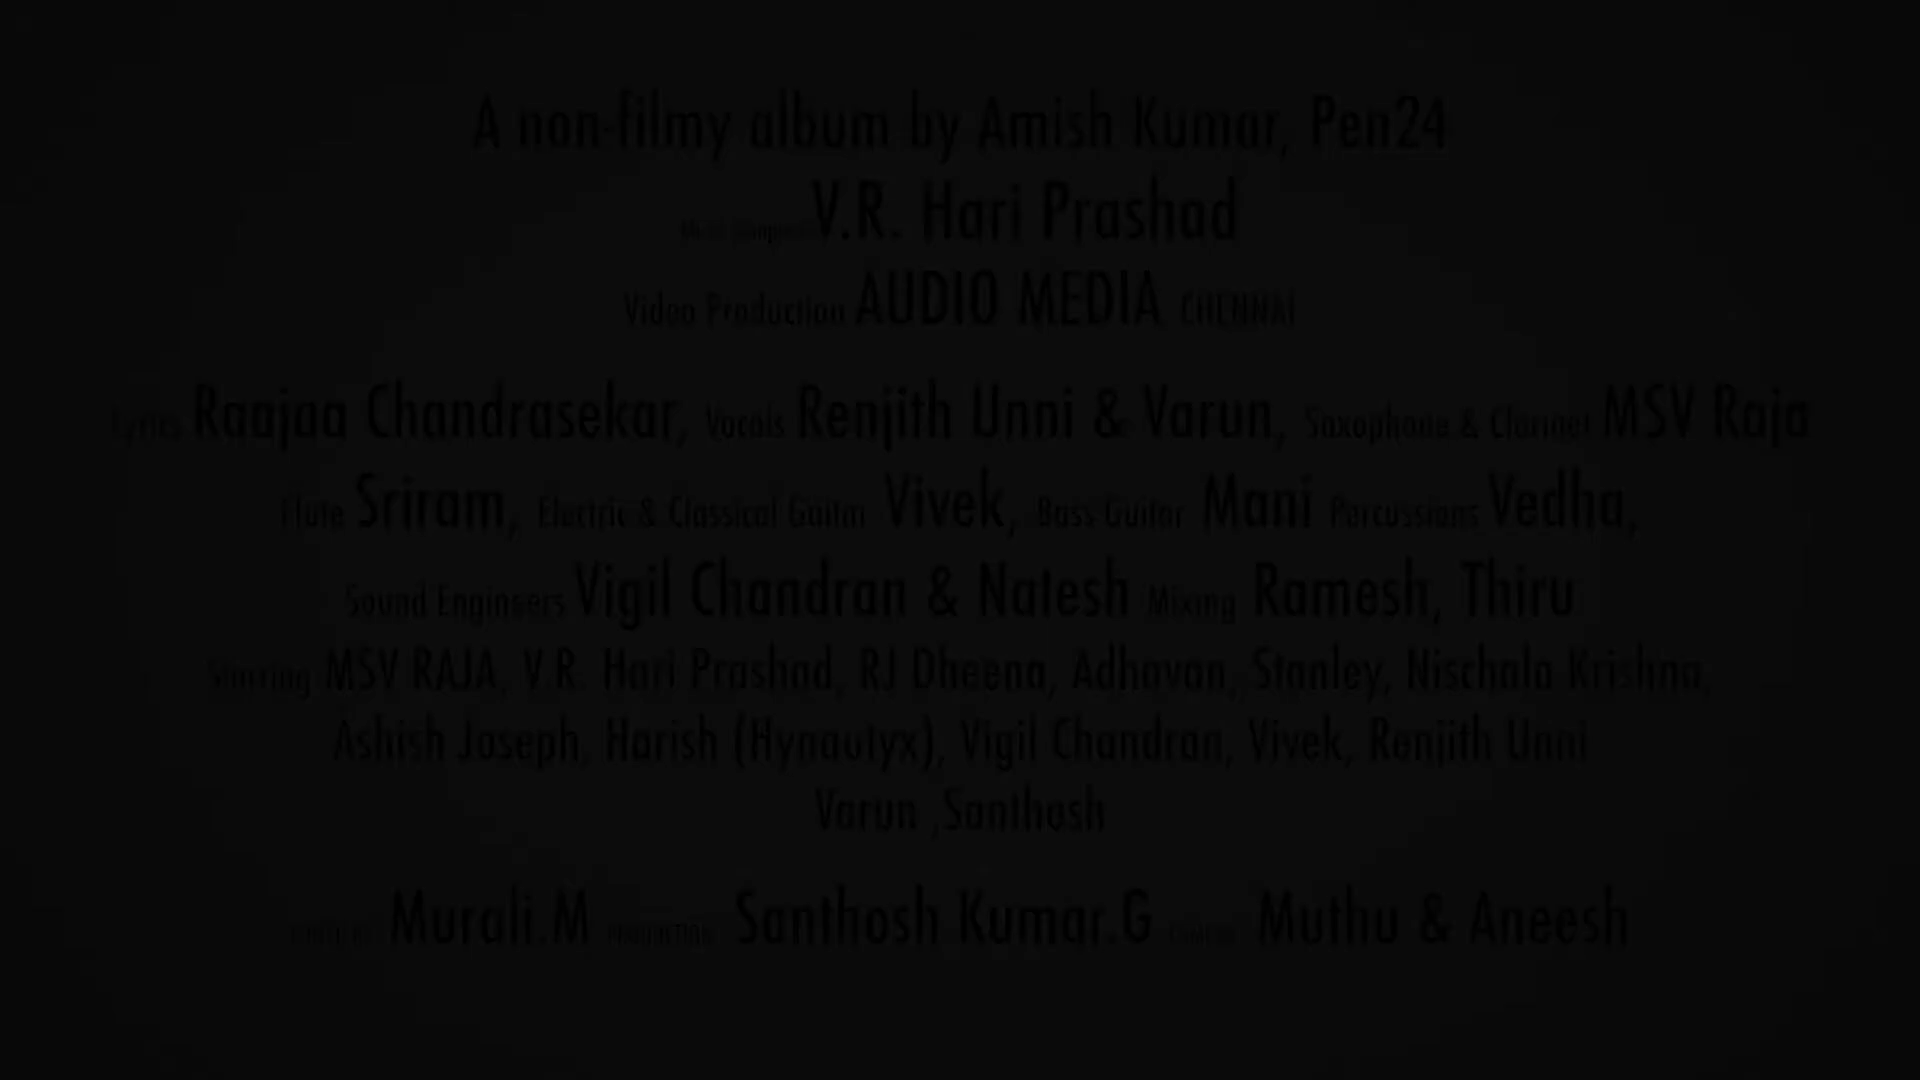 A non-filmy album by Amish Kumar, Pen24
V.R. Hari Prashad
Video Production AUDIO MEDIA CHENNAI
Lyrics Raajaa Chandrasekar, Vocals Renjith Unni & Varun, Saxophone & Clarinet MSV Raja
Flute Sriram, Electric & Classical Guitar Vivek, Bass Guitar Mani Percussions Vedha,
Sound Engineers Vigil Chandran & Natesh Mixing Ramesh, Thiru
Starring MSV RAJA, V.R. Hari Prashad, RJ Dheena, Adhavan, Stanley, Nischala Krishna,
Ashish Joseph, Harish (Hynautyx), Vigil Chandran, Vivek, Renjith Unni
Varun ,Santhosh
Murali.M PRODUCTION Santhosh Kumar.G Muthu & Aneesh